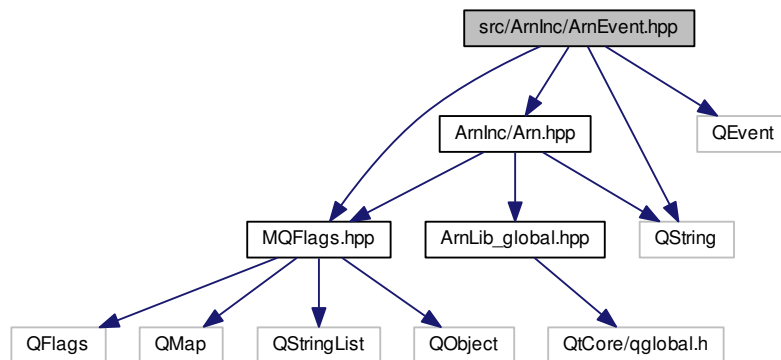 src/ArnInc/ArnEvent.hpp
ArnInc/Arn.hpp
QEvent
MQFlags.hpp
ArnLib_global.hpp
QString
QFlags
QMap
QStringList
QObject
QtCore/qglobal.h